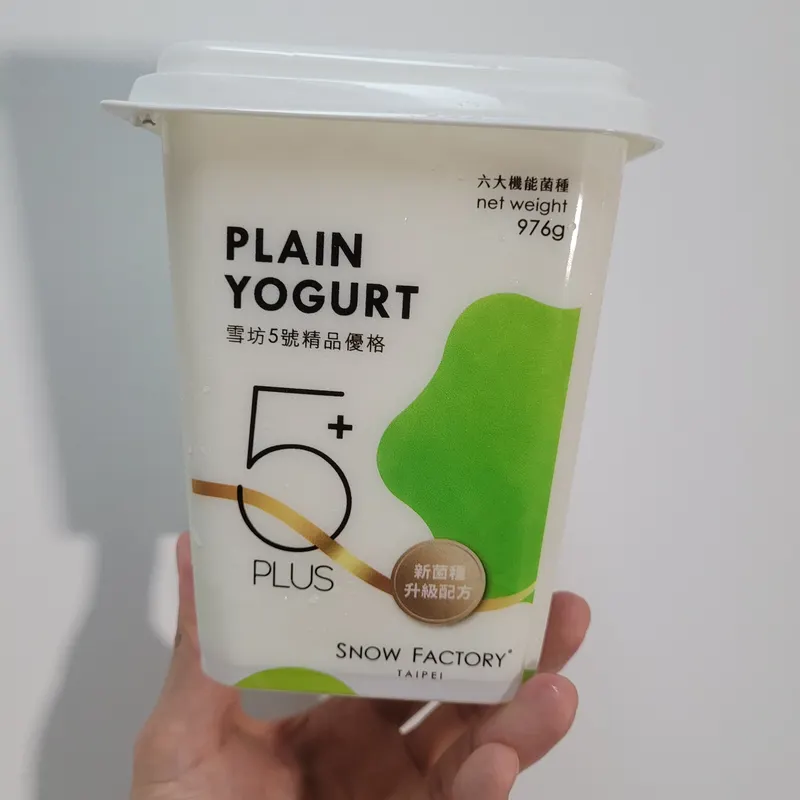 六大機能菌種
net weight
976g
PLAIN
YOGURT
雪坊5號精品優格
5+
PLUS
新菌種
升級配方
SNOW FACTORY®
TAIPEI